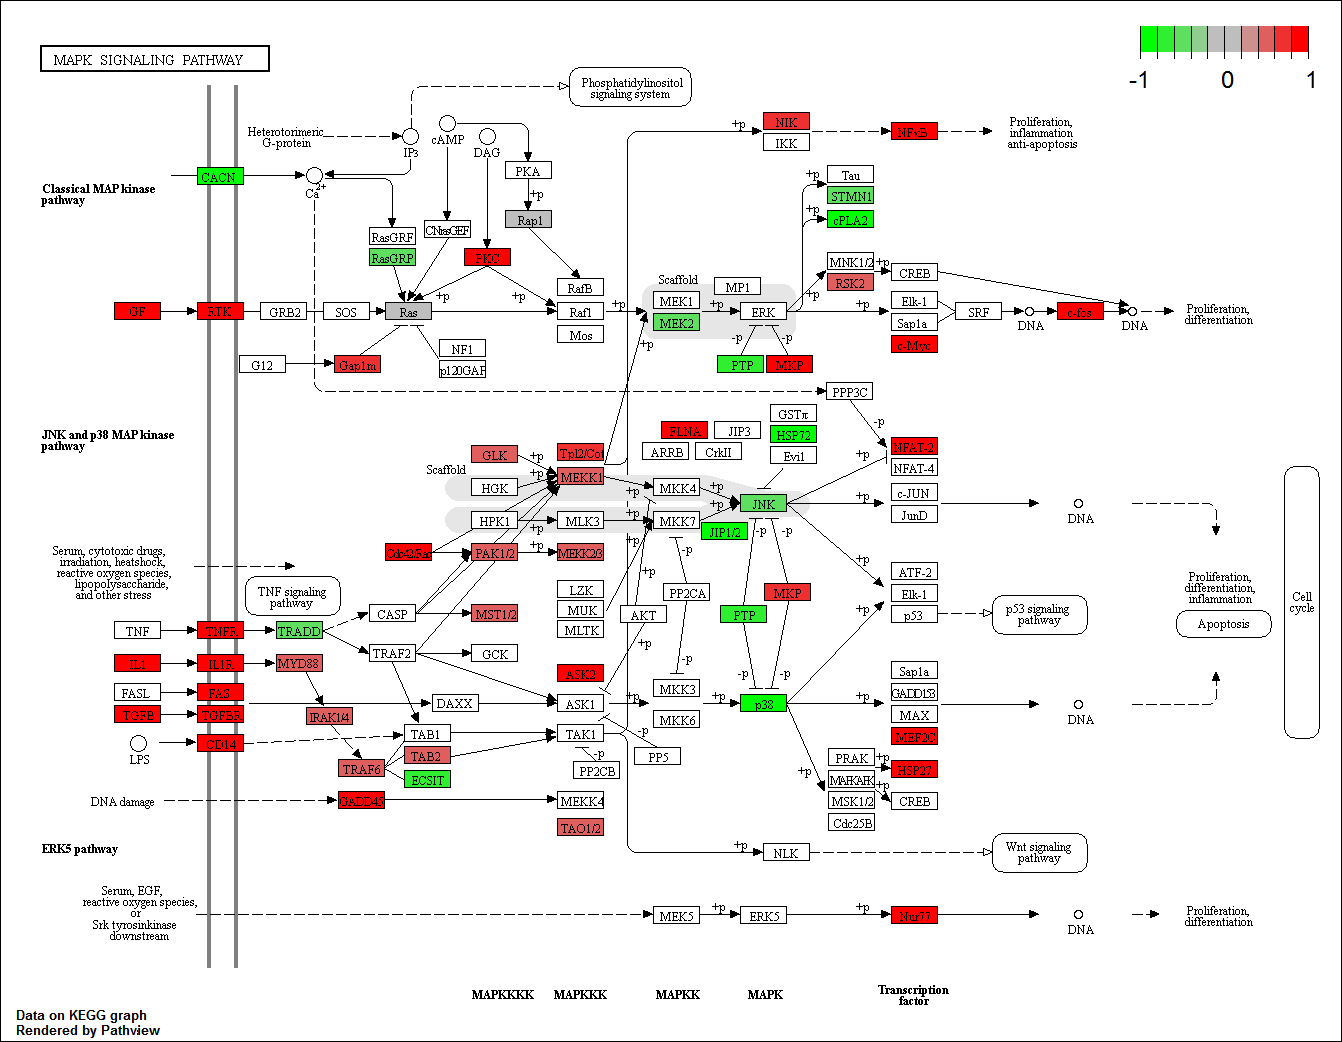 MAPK SIGNALING PATHWAY
-1 0 1
Phosphatidylinositol
signaling system
Heterotorimeric
G-protein
IP3
cAMP
DAG
+p
NIK
IKK
NFκB
Proliferation,
inflammation
anti-apoptosis
CACN
Ca2+
PKA
+p
Rap1
+p
Tau
STMN1
+p
cPLA2
Classical MAP kinase
pathway
RasGRF
RasGRP
CNrasGEF
PKC
RafB
Scaffold
MP1
MNK1/2
RSK2
+p
CREB
GF
RTK
GRB2
SOS
Ras
+p
+p
Raf1
Mos
+p
MEK1
MEK2
+p
ERK
+p
+p
Elk-1
Sap1a
c-Myc
SRF
DNA
c-fos
DNA
Proliferation,
differentiation
G12
Gap1m
NF1
p120GAP
+p
-p
-p
PTP
MKP
PPP3C
-p
JNK and p38 MAP kinase
pathway
Scaffold
GLK
HGK
HPK1
+p
+p
+p
+p
Tpl2/Cot
MEKK1
MLK3
FLNA
JIP3
ARRB
CrkII
GSTπ
HSP72
Evi1
NFAT-2
NFAT-4
c-JUN
JunD
+p
+p
DNA
MKK4
MKK7
+p
+p
+p
+p
JNK
JIP1/2
Cdc42/Rac
PAK1/2
MEKK2/3
-p
-p
-p
+p
+p
Serum, cytotoxic drugs,
irradiation, heatshock,
reactive oxygen species,
lipopolysaccharide,
and other stress
TNF signaling
pathway
CASP
MST1/2
LZK
MUK
MLTK
AKT
PP2CA
MKP
PTP
ATF-2
Elk-1
p53
+p
p53 signaling
pathway
Proliferation,
differentiation,
inflammation
Apoptosis
Cell
cycle
TNF
TNFR
TRADD
TRAF2
GCK
+p
IL1
IL1R
MYD88
ASK2
-p
-p
-p
FASL
FAS
DAXX
ASK1
+p
MKK3
MKK6
+p
p38
+p
Sap1a
GADD153
MAX
MEF2C
DNA
TGFB
TGFBR
IRAK1/4
LPS
CD14
TAB1
TAK1
TRAF6
TAB2
ECSIT
-p
PP2CB
-p
PP5
+p
PRAK
MAPKAPK
MSK1/2
Cdc25B
+p
+p
HSP27
CREB
DNA damage
GADD45
MEKK4
TAO1/2
ERK5 pathway
+p
NLK
Wnt signaling
pathway
Serum, EGF,
reactive oxygen species,
or
Srk tyrosinkinase
downstream
MEK5
+p
ERK5
+p
Nur77
DNA
Proliferation,
differentiation
MAPKKKK
MAPKKK
MAPKK
MAPK
Transcription
factor
Data on KEGG graph
Rendered by Pathview